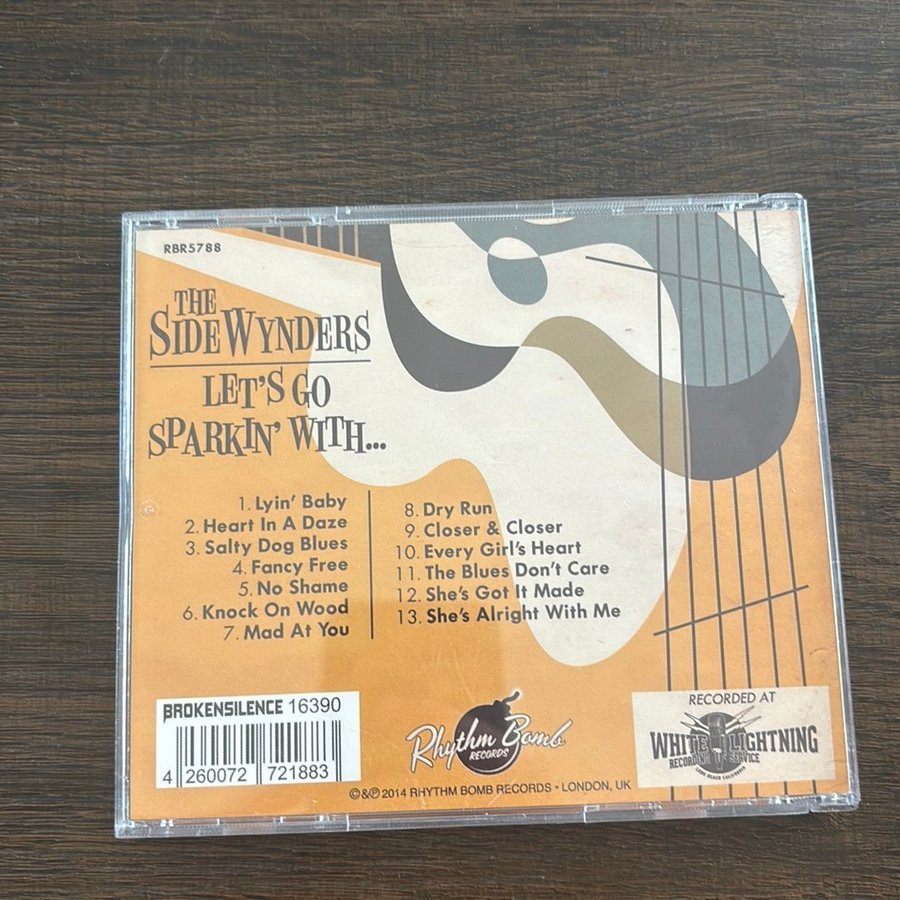 RBR5788
THE
SIDEWYNDERS
LET'S GO
SPARKIN' WITH...
1. Lyin' Baby
2. Heart In A Daze
3. Salty Dog Blues
4. Fancy Free
5. No Shame
6. Knock On Wood
7. Mad At You
8. Dry Run
9. Closer & Closer
10. Every Girl's Heart
11. The Blues Don't Care
12. She's Got It Made
13. She's Alright With Me
BROKENSILENCE 16390
4 260072 721883
Rhythm Bomb
RECORDS
©&℗ 2014 RHYTHM BOMB RECORDS • LONDON, UK
RECORDED AT
WHITE LIGHTNING
RECORDING SERVICE
LONG BEACH CALIFORNIA